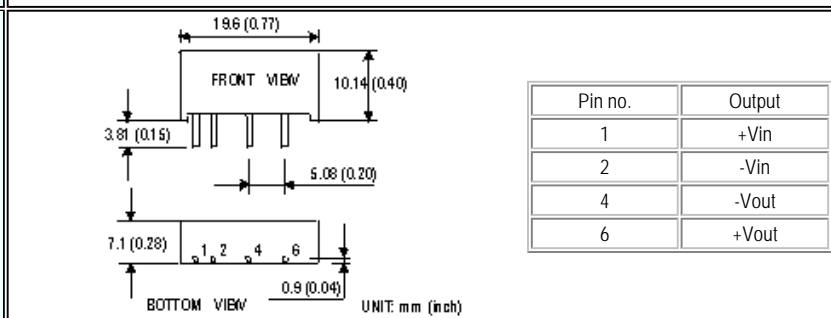 19.6 (0.77)
FRONT VIEW
10.14 (0.40)
3.81 (0.15)
5.08 (0.20)
7.1 (0.28)
1 2 4 6
0.9 (0.04)
BOTTOM VIEW
UNIT: mm (inch)
Pin no. Output
1 +Vin
2 -Vin
4 -Vout
6 +Vout